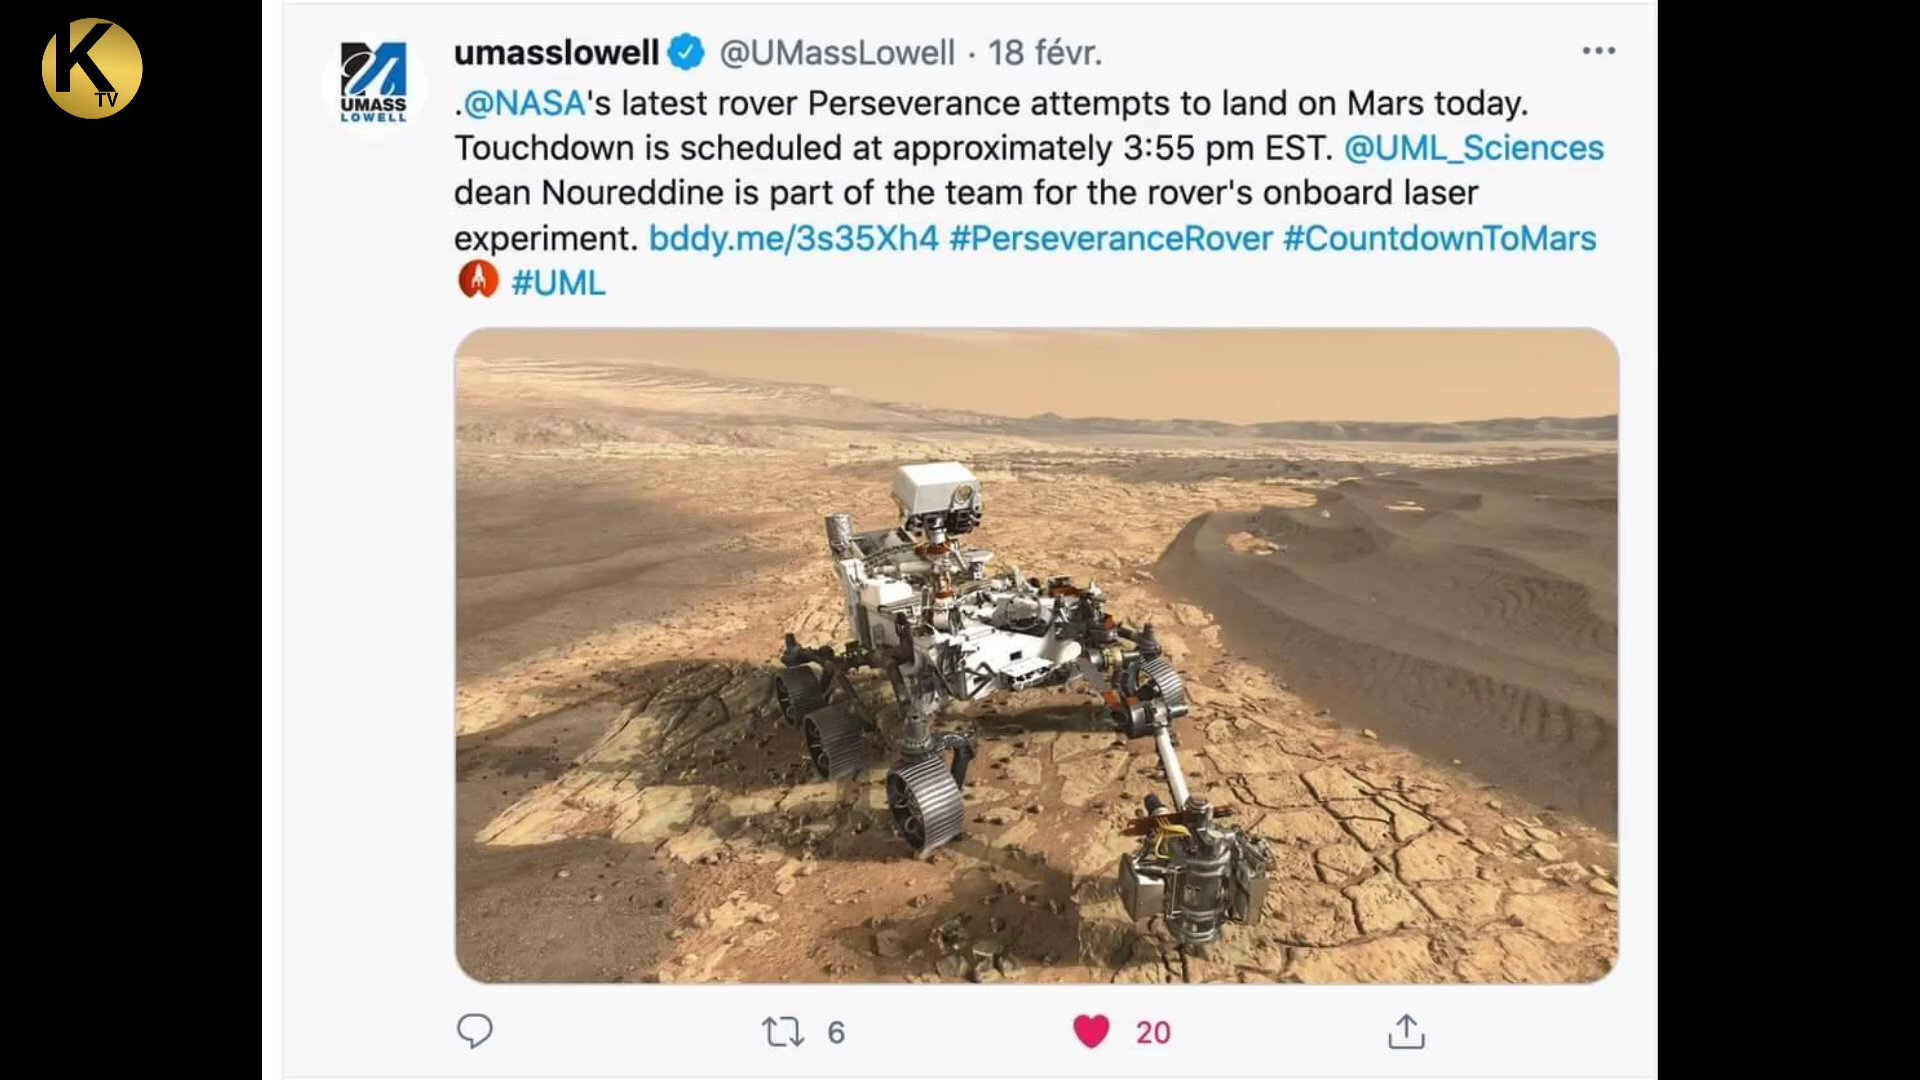 K
TV
UMASS
LOWELL
umasslowell @UMassLowell · 18 févr.
.@NASA's latest rover Perseverance attempts to land on Mars today.
Touchdown is scheduled at approximately 3:55 pm EST. @UML_Sciences
dean Noureddine is part of the team for the rover's onboard laser
experiment. bddy.me/3s35Xh4 #PerseveranceRover #CountdownToMars
#UML
6
20